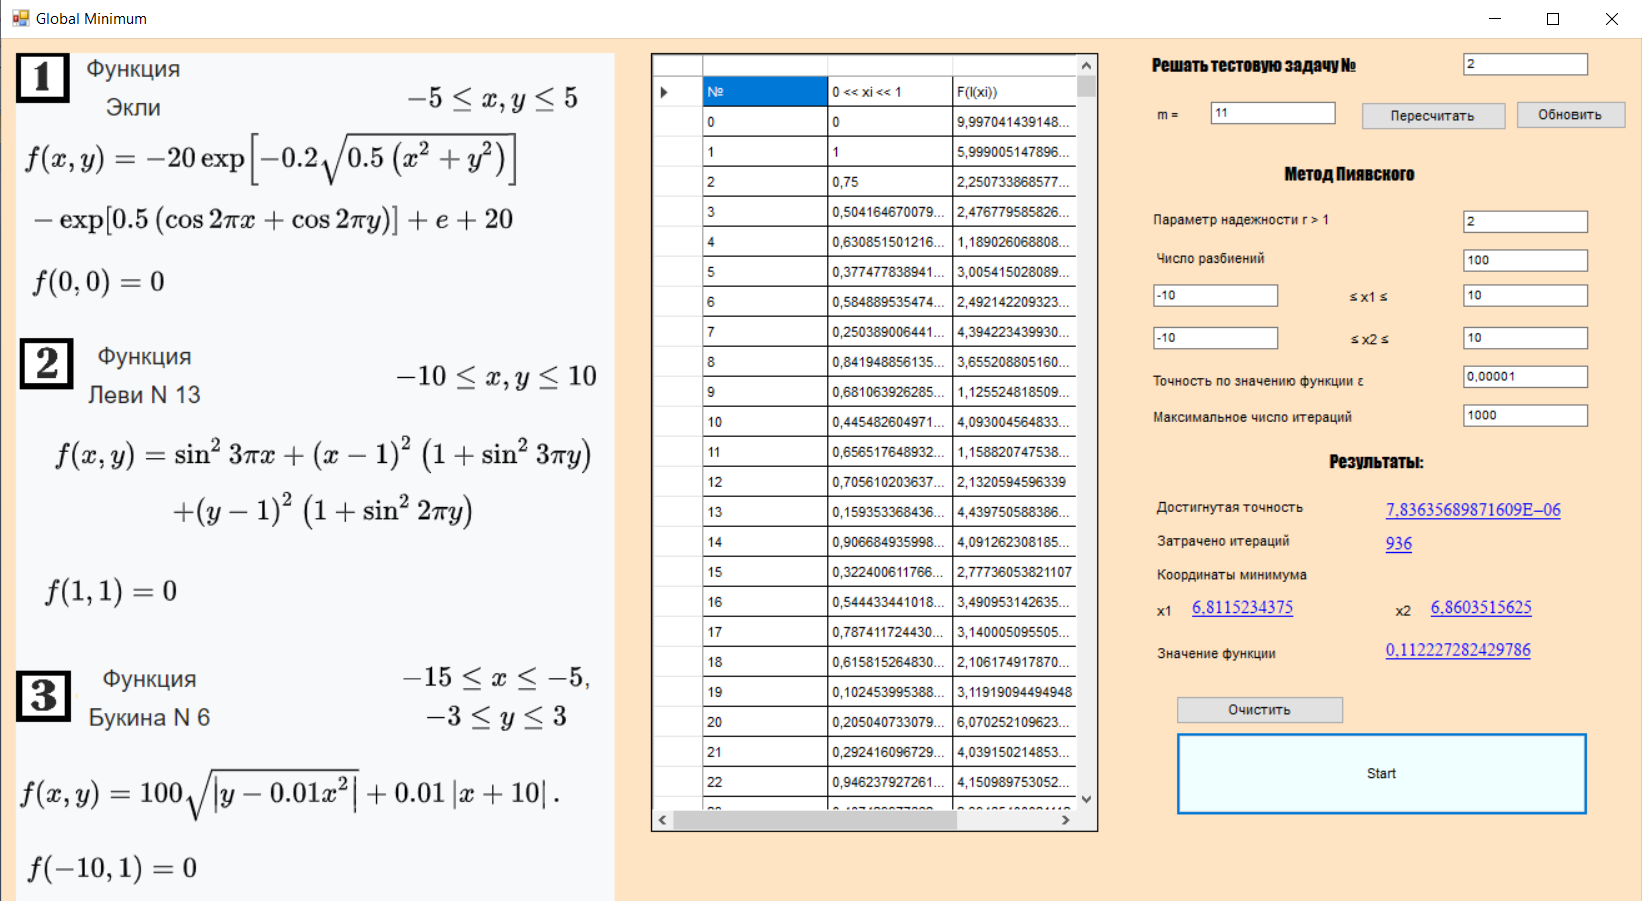 Global Minimum
1
Функция
Экли
−5 ≤ x, y ≤ 5
f(x, y) = −20 exp[−0.2√(0.5 (x² + y²))]
− exp[0.5 (cos 2πx + cos 2πy)] + e + 20
f(0, 0) = 0
2
Функция
Леви N 13
−10 ≤ x, y ≤ 10
f(x, y) = sin² 3πx + (x − 1)² (1 + sin² 3πy)
+(y − 1)² (1 + sin² 2πy)
f(1, 1) = 0
3
Функция
Букина N 6
−15 ≤ x ≤ −5,
−3 ≤ y ≤ 3
f(x, y) = 100√|y − 0.01x²| + 0.01 |x + 10| .
f(−10, 1) = 0
№ 0 << xi << 1 F(l(xi))
0 0 9,997041439148...
1 1 5,999005147896...
2 0,75 2,250733868577...
3 0,504164670079... 2,476779585826...
4 0,630851501216... 1,189026068808...
5 0,377477838941... 3,005415028089...
6 0,584889535474... 2,492142209323...
7 0,250389006441... 4,394223439930...
8 0,841948856135... 3,655208805160...
9 0,681063926285... 1,125524818509...
10 0,445482604971... 4,093004564833...
11 0,656517648932... 1,158820747538...
12 0,705610203637... 2,1320594596339
13 0,159353368436... 4,439750588386...
14 0,906684935998... 4,091262308185...
15 0,322400611766... 2,77736053821107
16 0,544433441018... 3,490953142635...
17 0,787411724430... 3,140005095505...
18 0,615815264830... 2,106174917870...
19 0,102453995388... 3,11919094494948
20 0,205040733079... 6,070252109623...
21 0,292416096729... 4,039150214853...
22 0,946237927261... 4,150989753052...
Решать тестовую задачу № 2
m = 11 Пересчитать Обновить
Метод Пиявского
Параметр надежности r > 1 2
Число разбиений 100
-10 ≤ x1 ≤ 10
-10 ≤ x2 ≤ 10
Точность по значению функции ε 0,00001
Максимальное число итераций 1000
Результаты:
Достигнутая точность 7,83635689871609E-06
Затрачено итераций 936
Координаты минимума
x1 6,8115234375 x2 6,8603515625
Значение функции 0,112227282429786
Очистить
Start